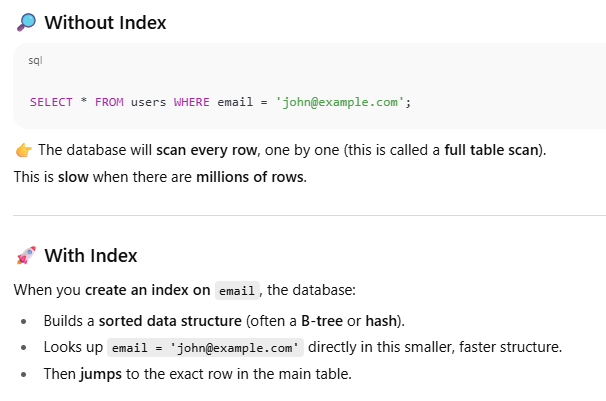 🔎 Without Index
sql
SELECT * FROM users WHERE email = 'john@example.com';
👉 The database will scan every row, one by one (this is called a full table scan).
This is slow when there are millions of rows.
🚀 With Index
When you create an index on email, the database:
• Builds a sorted data structure (often a B-tree or hash).
• Looks up email = 'john@example.com' directly in this smaller, faster structure.
• Then jumps to the exact row in the main table.